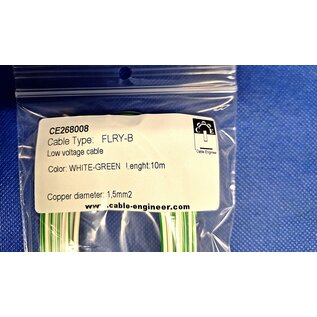 CE268008
Cable Type: FLRY-B
Low voltage cable
Color: WHITE-GREEN Lenght:10m
Copper diameter: 1,5mm2
www.cable-engineer.com
Cable Engineer